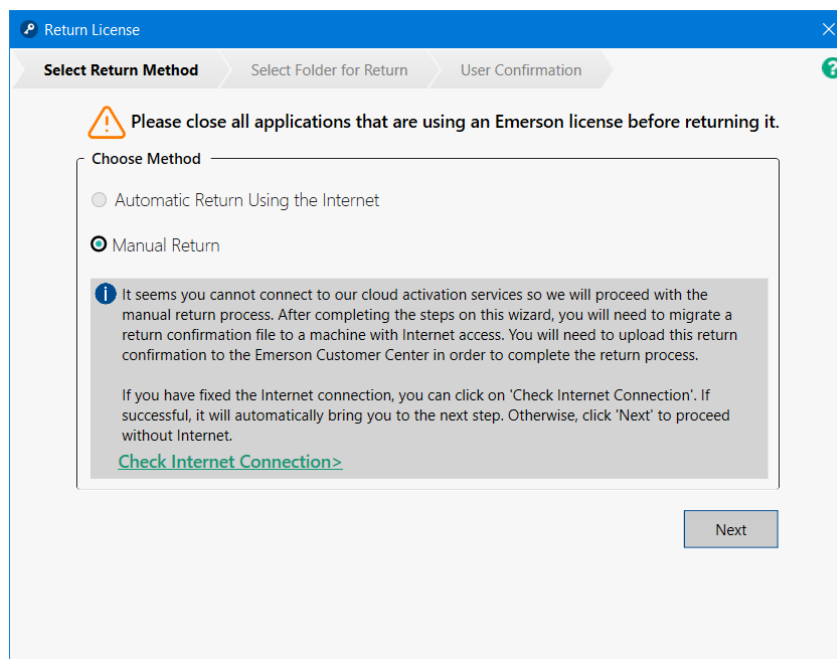 Return License
Select Return Method
Select Folder for Return
User Confirmation
Please close all applications that are using an Emerson license before returning it.
Choose Method
Automatic Return Using the Internet
Manual Return
It seems you cannot connect to our cloud activation services so we will proceed with the
manual return process. After completing the steps on this wizard, you will need to migrate a
return confirmation file to a machine with Internet access. You will need to upload this return
confirmation to the Emerson Customer Center in order to complete the return process.
If you have fixed the Internet connection, you can click on 'Check Internet Connection'. If
successful, it will automatically bring you to the next step. Otherwise, click 'Next' to proceed
without Internet.
Check Internet Connection>
Next